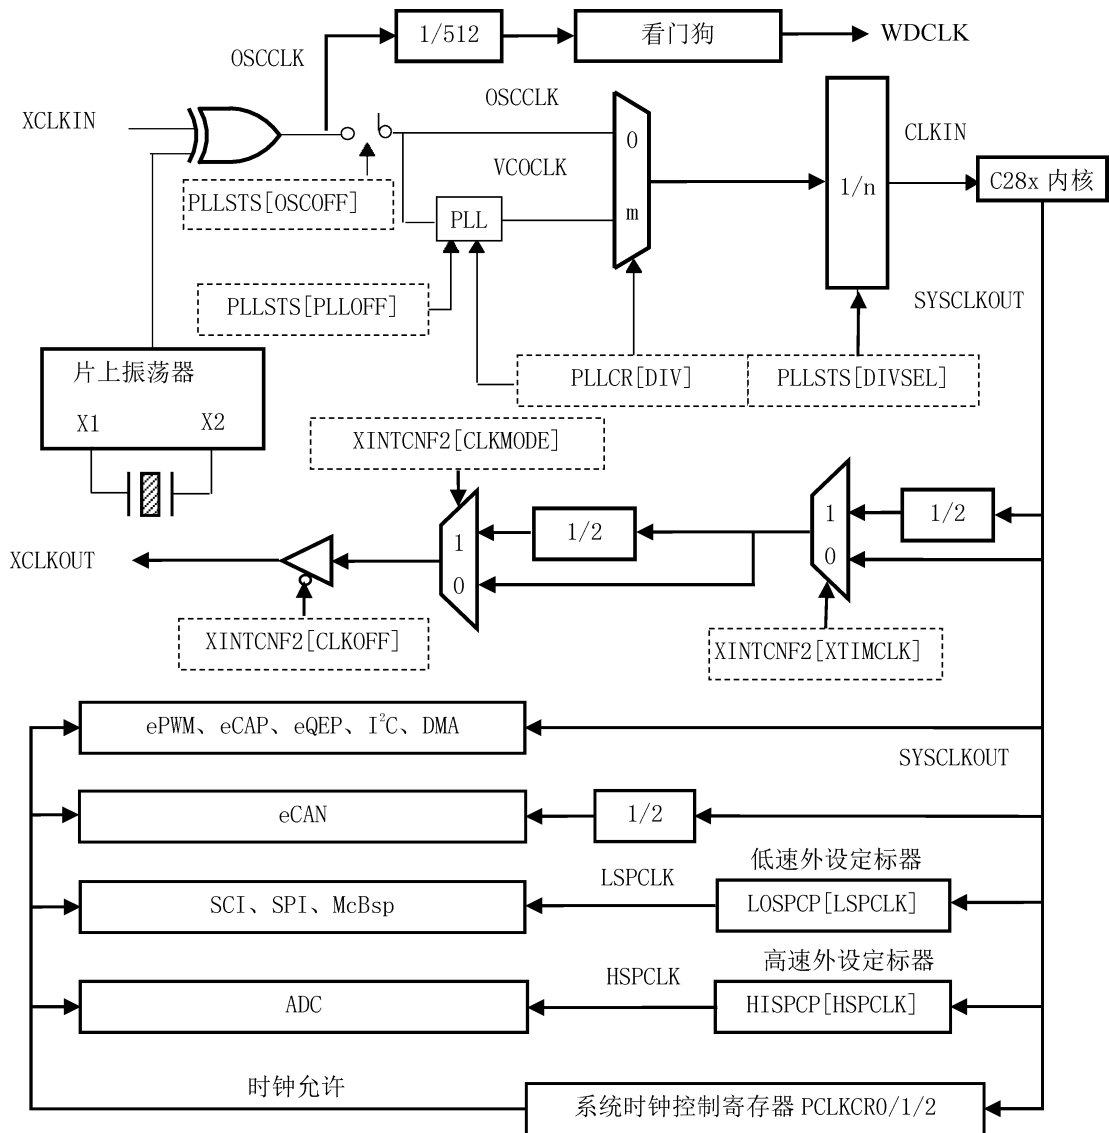 1/512
看门狗
WDCLK
OSCCLK
OSCCLK
XCLKIN
CLKIN
0
VCOCLK
1/n
C28x 内核
PLLSTS[OSCOFF]
PLL
m
PLLSTS[PLLOFF]
SYSCLKOUT
片上振荡器
X1
X2
PLLCR[DIV]
PLLSTS[DIVSEL]
XINTCNF2[CLKMODE]
1
1/2
1/2
1
0
XCLKOUT
0
XINTCNF2[CLKOFF]
XINTCNF2[XTIMCLK]
ePWM、eCAP、eQEP、I²C、DMA
SYSCLKOUT
eCAN
1/2
低速外设定标器
LSPCLK
SCI、SPI、McBsp
LOSPCP[LSPCLK]
高速外设定标器
HSPCLK
ADC
HISPCP[HSPCLK]
时钟允许
系统时钟控制寄存器 PCLKCR0/1/2